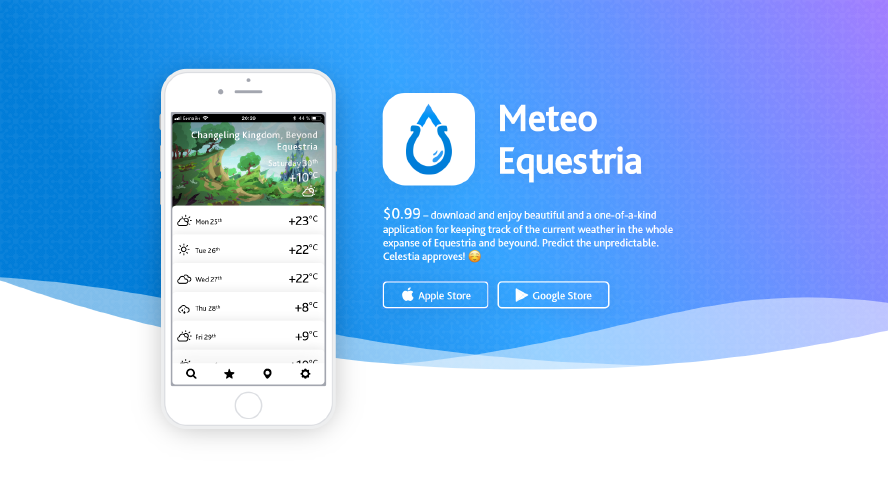 Билайн 20:39 44 %
Changeling Kingdom, Beyond
Equestria
Saturday 30th
+10°C
Mon 25th +23°C
Tue 26th +22°C
Wed 27th +22°C
Thu 28th +8°C
Fri 29th +9°C
+10°C
Meteo
Equestria
$0.99 – download and enjoy beautiful and a one-of-a-kind
application for keeping track of the current weather in the whole
expanse of Equestria and beyound. Predict the unpredictable.
Celestia approves! 😌
Apple Store
Google Store